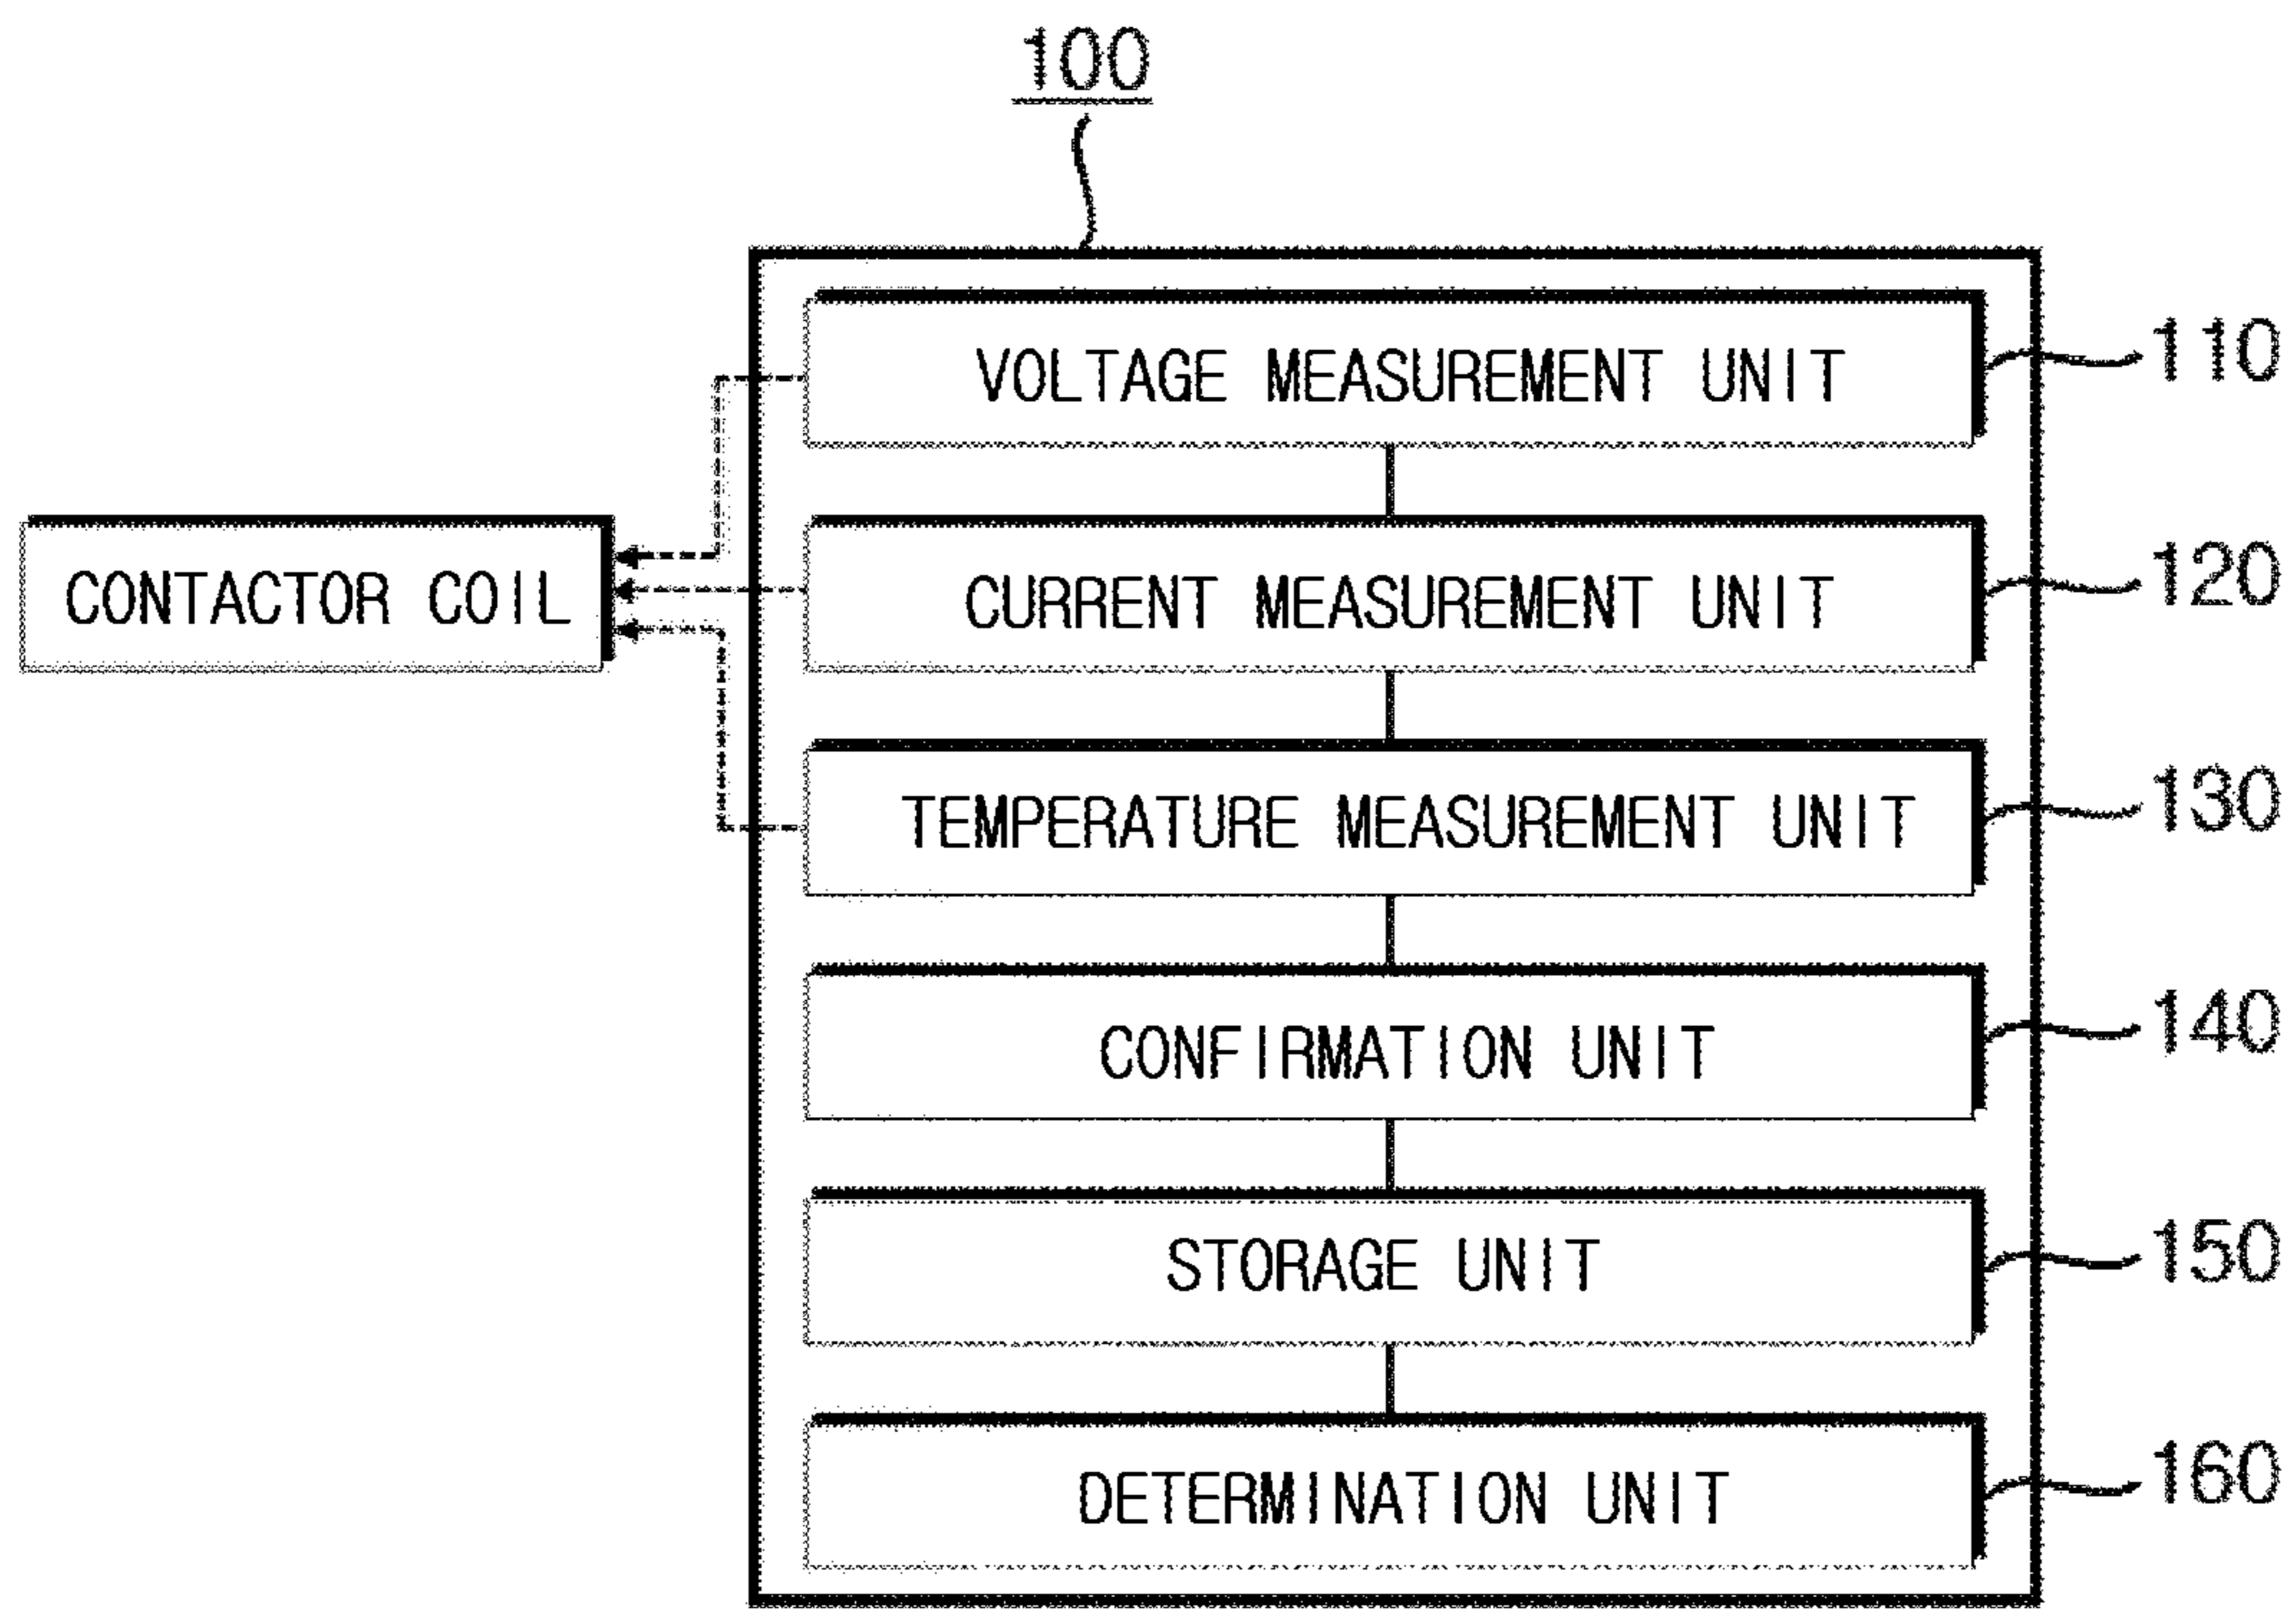 100
VOLTAGE MEASUREMENT UNIT
110
CONTACTOR COIL
CURRENT MEASUREMENT UNIT
120
TEMPERATURE MEASUREMENT UNIT
130
CONFIRMATION UNIT
140
STORAGE UNIT
150
DETERMINATION UNIT
160